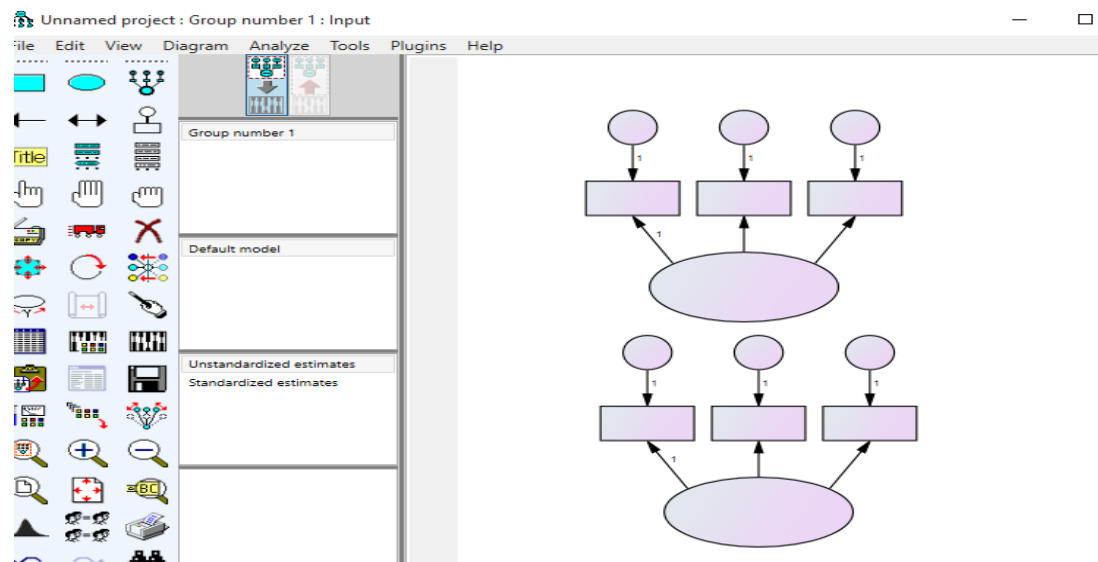 Unnamed project : Group number 1 : Input
File Edit View Diagram Analyze Tools Plugins Help
Title
Group number 1
Default model
Unstandardized estimates
Standardized estimates
1 1 1
1
1 1 1
1